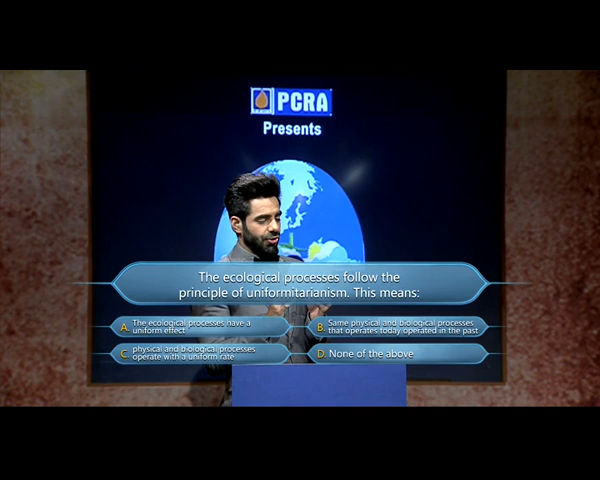 PCRA
Presents
The ecological processes follow the
principle of uniformitarianism. This means:
A. The ecological processes have a
uniform effect
B. Same physical and biological processes
that operates today operated in the past
C. physical and biological processes
operate with a uniform rate
D. None of the above